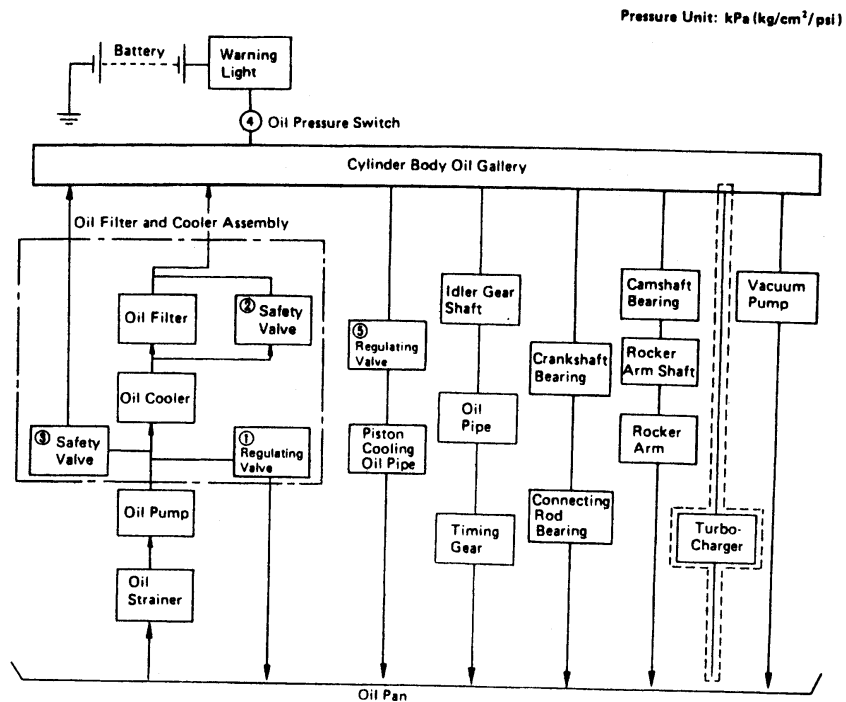 Pressure Unit: kPa (kg/cm²/psi)
Battery
Warning
Light
④ Oil Pressure Switch
Cylinder Body Oil Gallery
Oil Filter and Cooler Assembly
Oil Filter
② Safety
Valve
Oil Cooler
③ Safety
Valve
① Regulating
Valve
Oil Pump
Oil
Strainer
⑤ Regulating
Valve
Piston
Cooling
Oil Pipe
Idler Gear
Shaft
Oil
Pipe
Timing
Gear
Crankshaft
Bearing
Connecting
Rod
Bearing
Camshaft
Bearing
Rocker
Arm Shaft
Rocker
Arm
Turbo-
Charger
Vacuum
Pump
Oil Pan